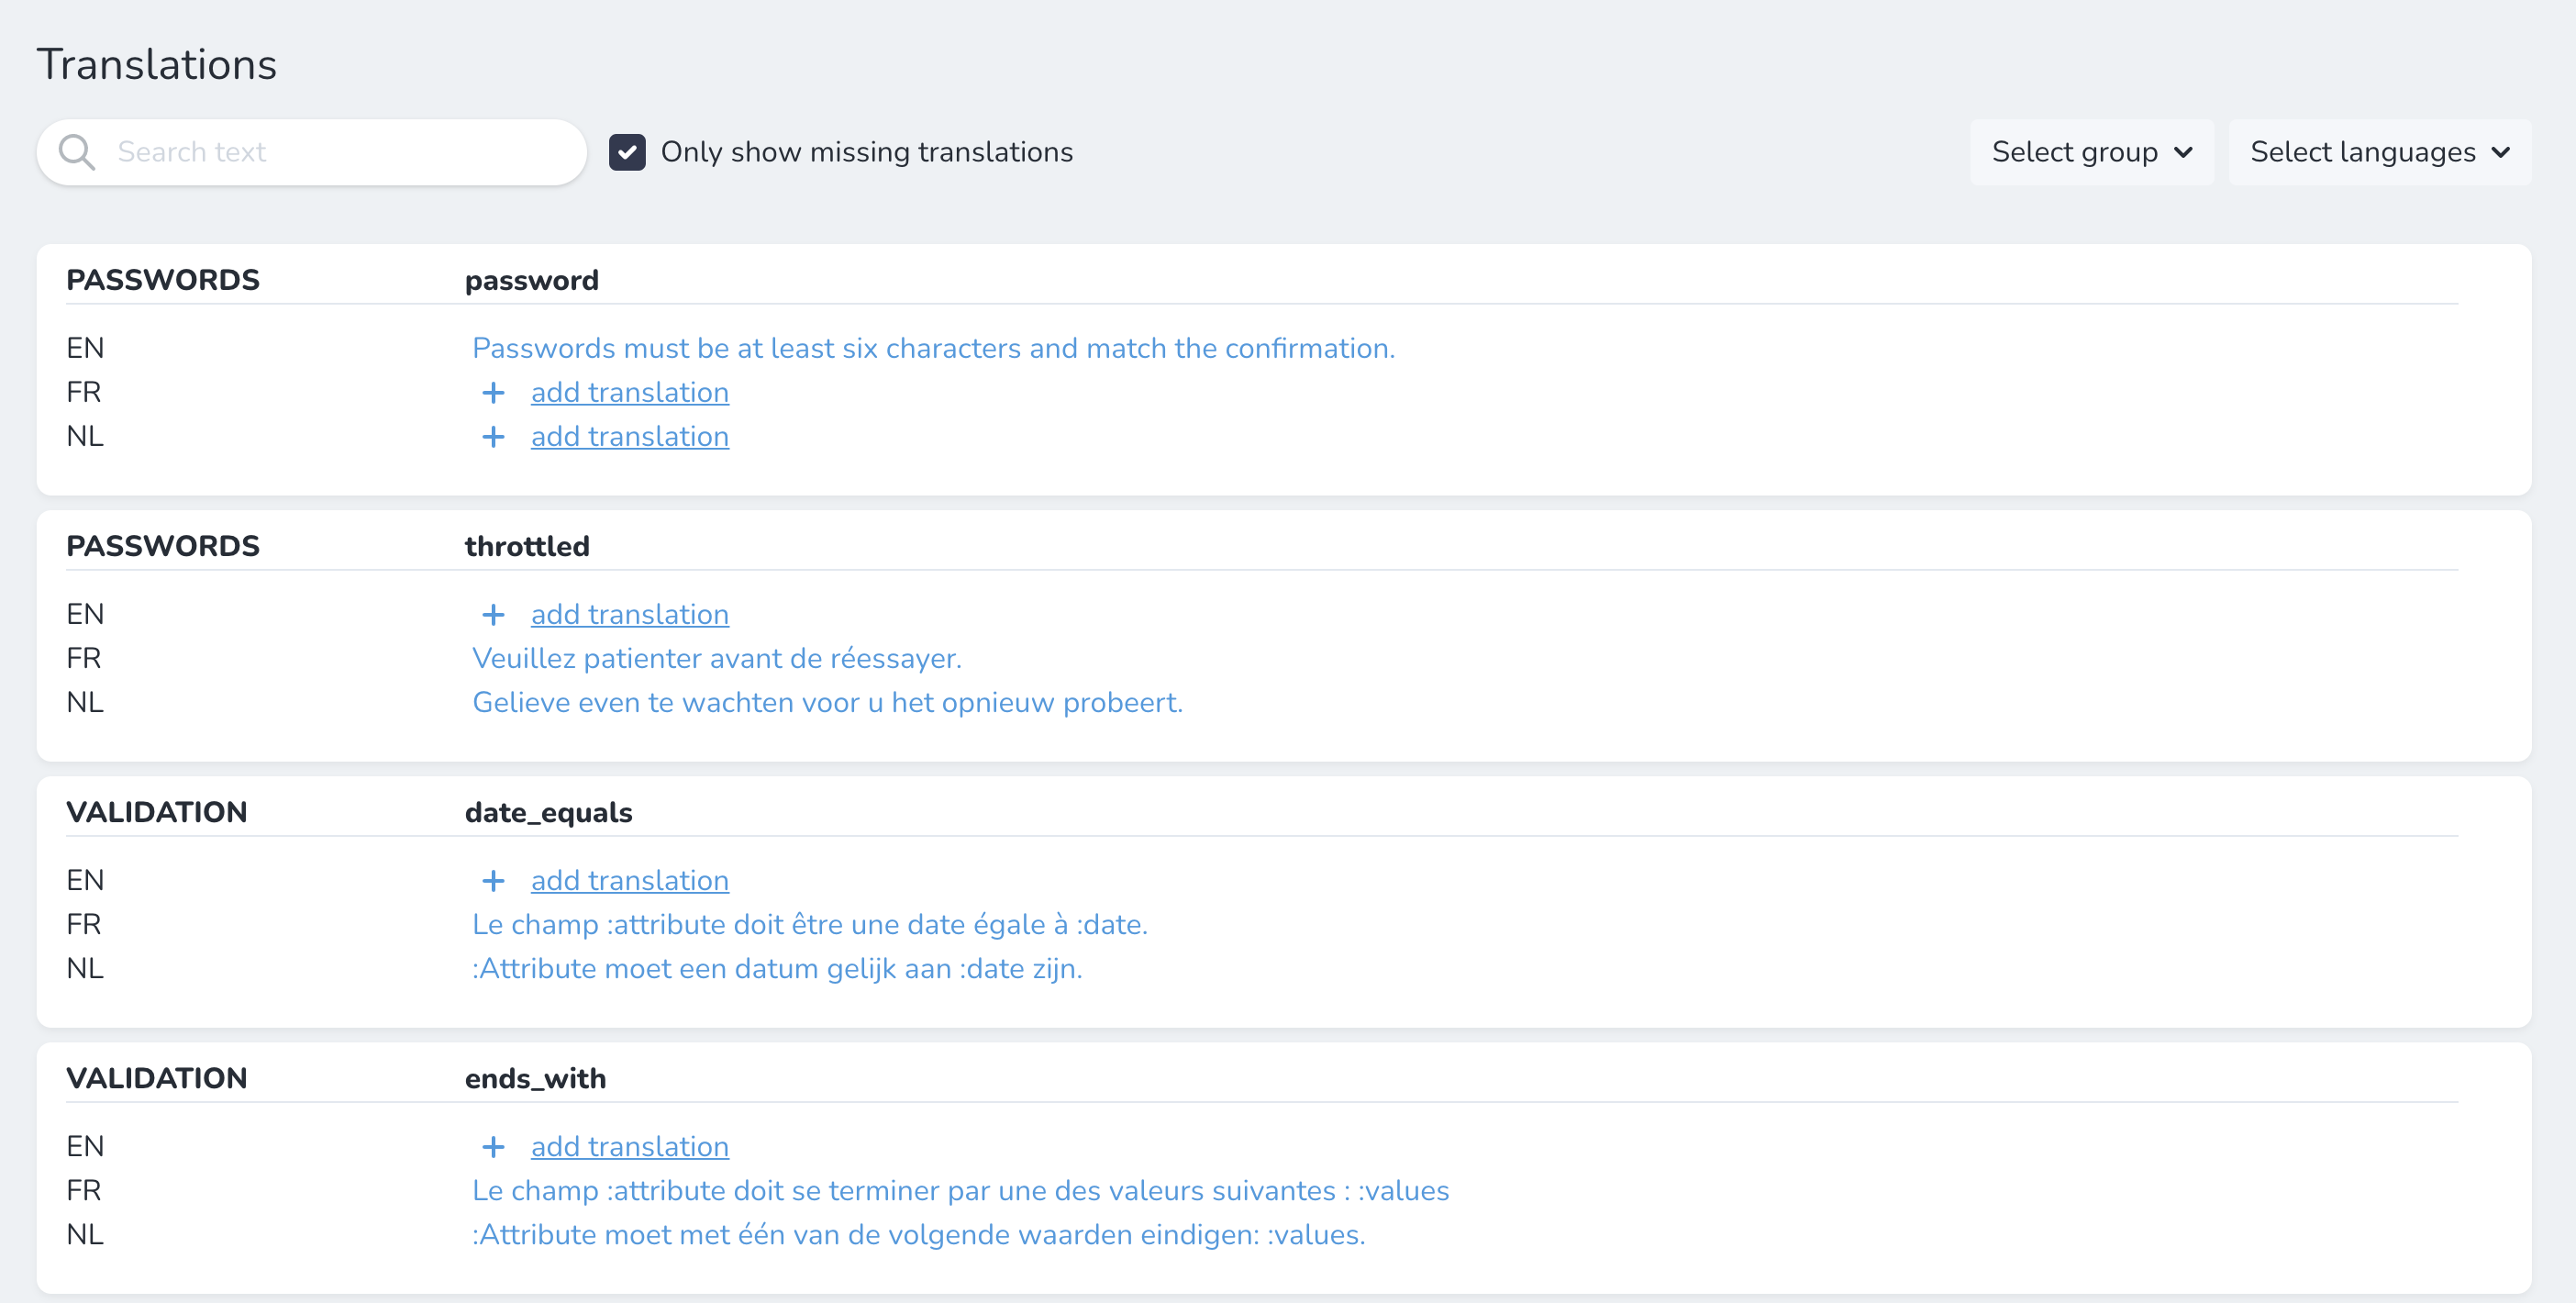 Translations
Search text
Only show missing translations
Select group
Select languages
PASSWORDS password
EN Passwords must be at least six characters and match the confirmation.
FR + add translation
NL + add translation
PASSWORDS throttled
EN + add translation
FR Veuillez patienter avant de réessayer.
NL Gelieve even te wachten voor u het opnieuw probeert.
VALIDATION date_equals
EN + add translation
FR Le champ :attribute doit être une date égale à :date.
NL :Attribute moet een datum gelijk aan :date zijn.
VALIDATION ends_with
EN + add translation
FR Le champ :attribute doit se terminer par une des valeurs suivantes : :values
NL :Attribute moet met één van de volgende waarden eindigen: :values.